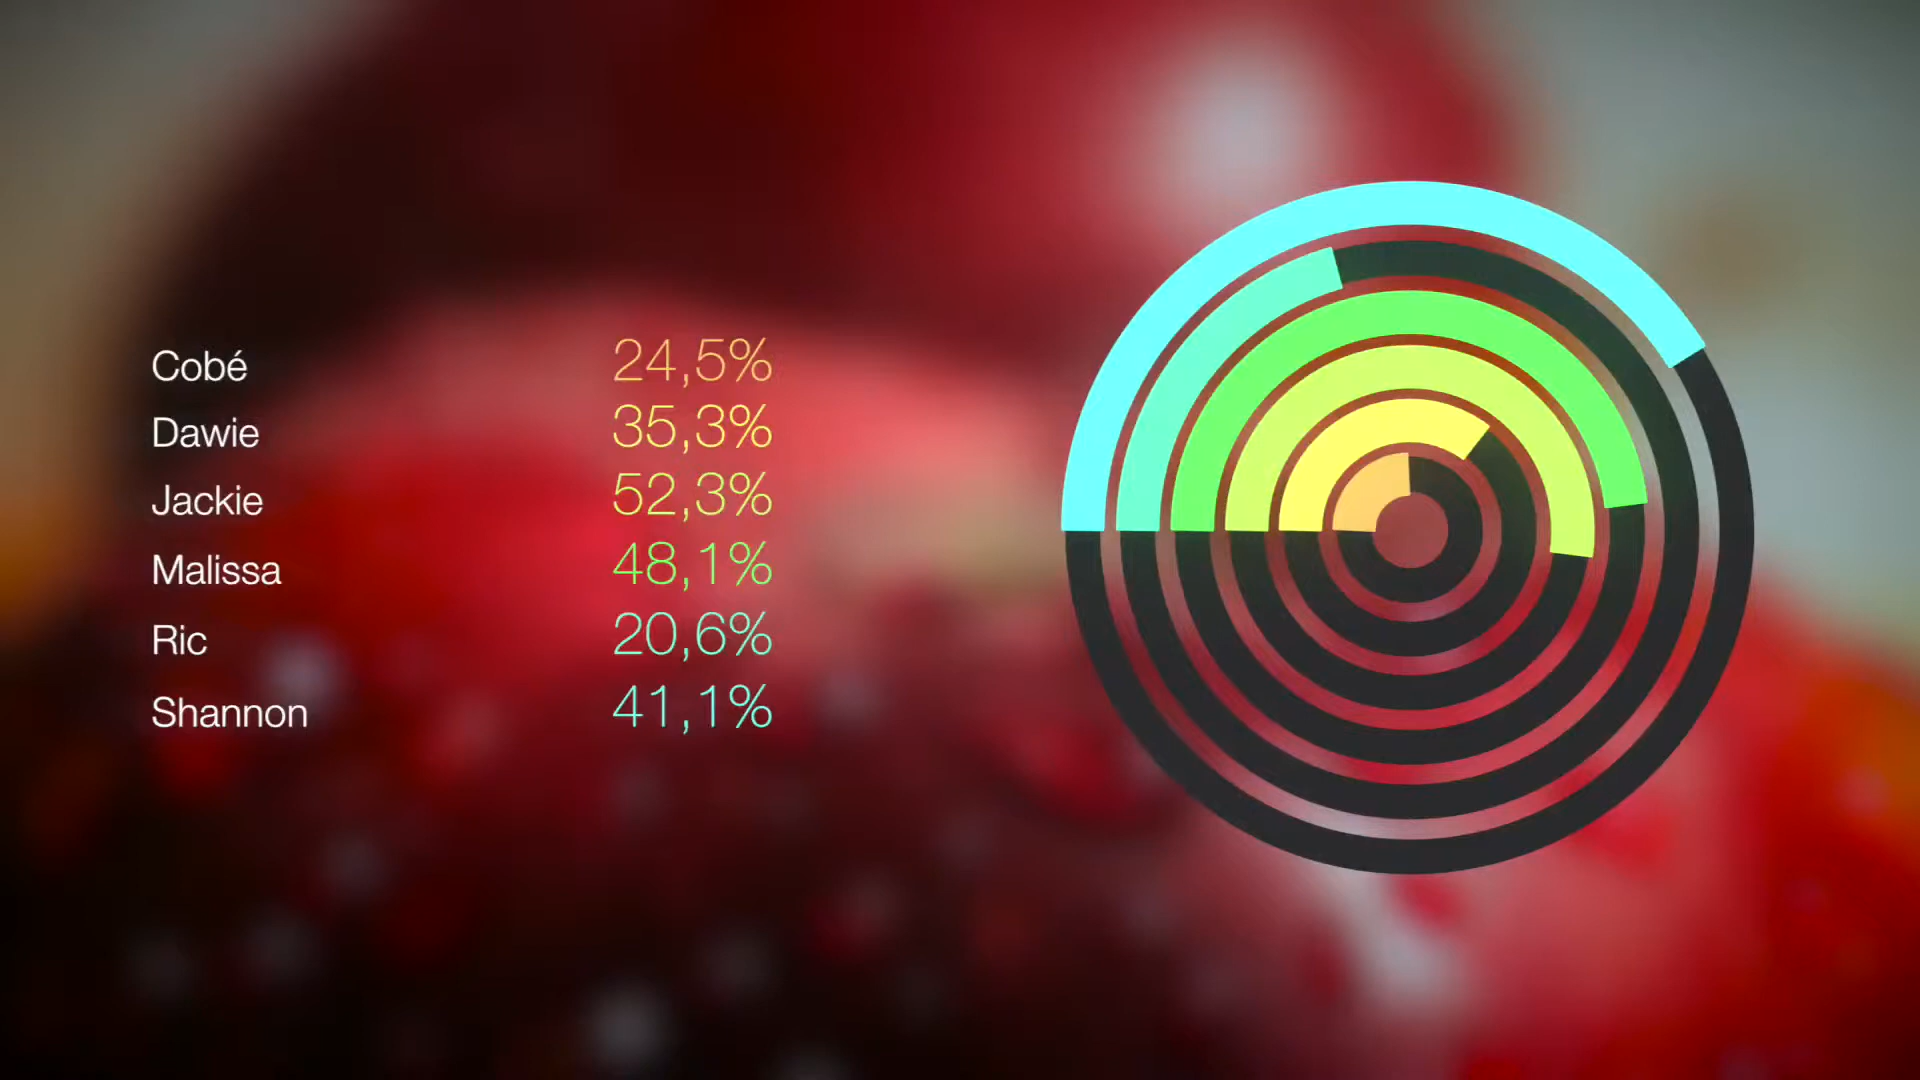 Cobé 24,5%
Dawie 35,3%
Jackie 52,3%
Malissa 48,1%
Ric 20,6%
Shannon 41,1%